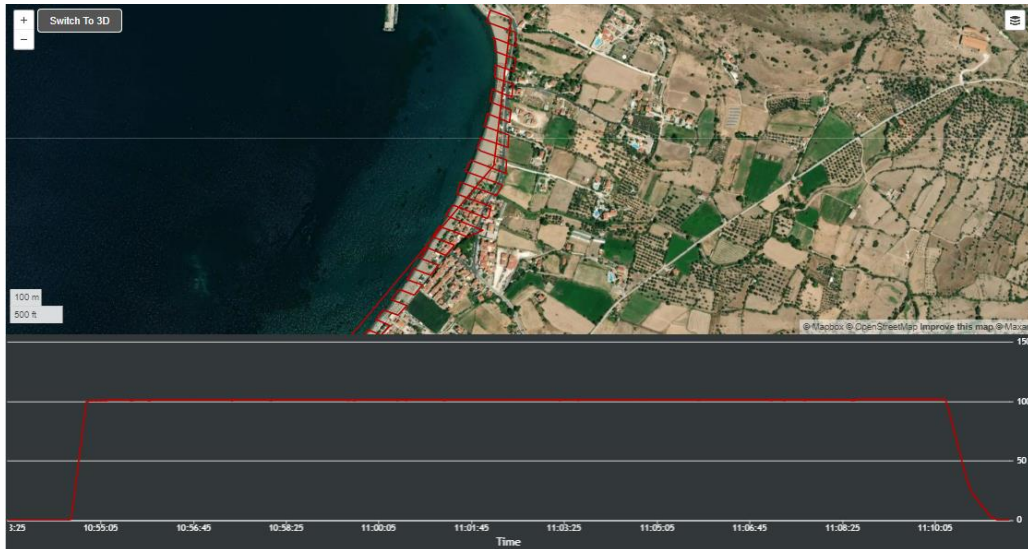 +
Switch To 3D
−
100 m
500 ft
© Mapbox © OpenStreetMap Improve this map © Maxar
150
100
50
0
3:25 10:55:05 10:56:45 10:58:25 11:00:05 11:01:45 11:03:25 11:05:05 11:06:45 11:08:25 11:10:05
Time